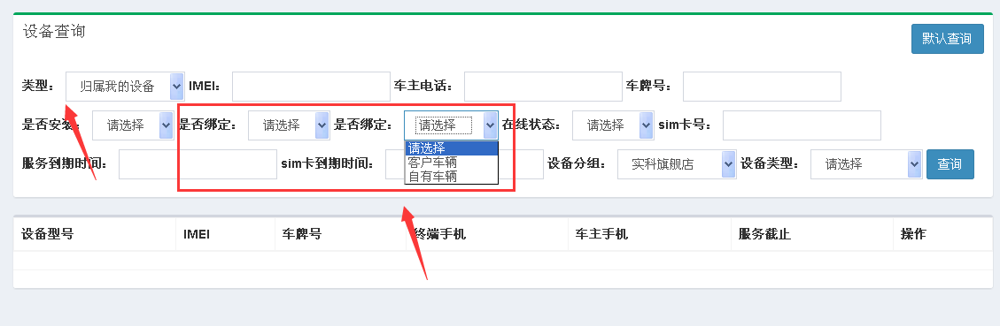 设备查询
默认查询
类型： 归属我的设备 IMEI： 车主电话： 车牌号：
是否安装： 请选择 是否绑定： 请选择 是否绑定： 请选择 在线状态： 请选择 sim卡号：
请选择
客户车辆
自有车辆
服务到期时间： sim卡到期时间： 设备分组： 实科旗舰店 设备类型： 请选择 查询
设备型号 IMEI 车牌号 终端手机 车主手机 服务截止 操作